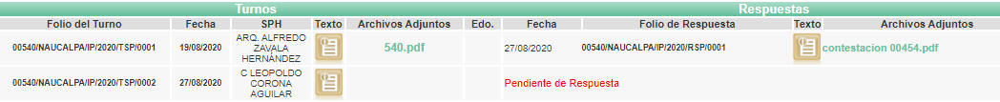 Turnos Respuestas
Folio del Turno Fecha SPH Texto Archivos Adjuntos Edo. Fecha Folio de Respuesta Texto Archivos Adjuntos
00540/NAUCALPA/IP/2020/TSP/0001 19/08/2020 ARQ. ALFREDO ZAVALA HERNÁNDEZ 540.pdf 27/08/2020 00540/NAUCALPA/IP/2020/RSP/0001 contestacion 00454.pdf
00540/NAUCALPA/IP/2020/TSP/0002 27/08/2020 C LEOPOLDO CORONA AGUILAR Pendiente de Respuesta